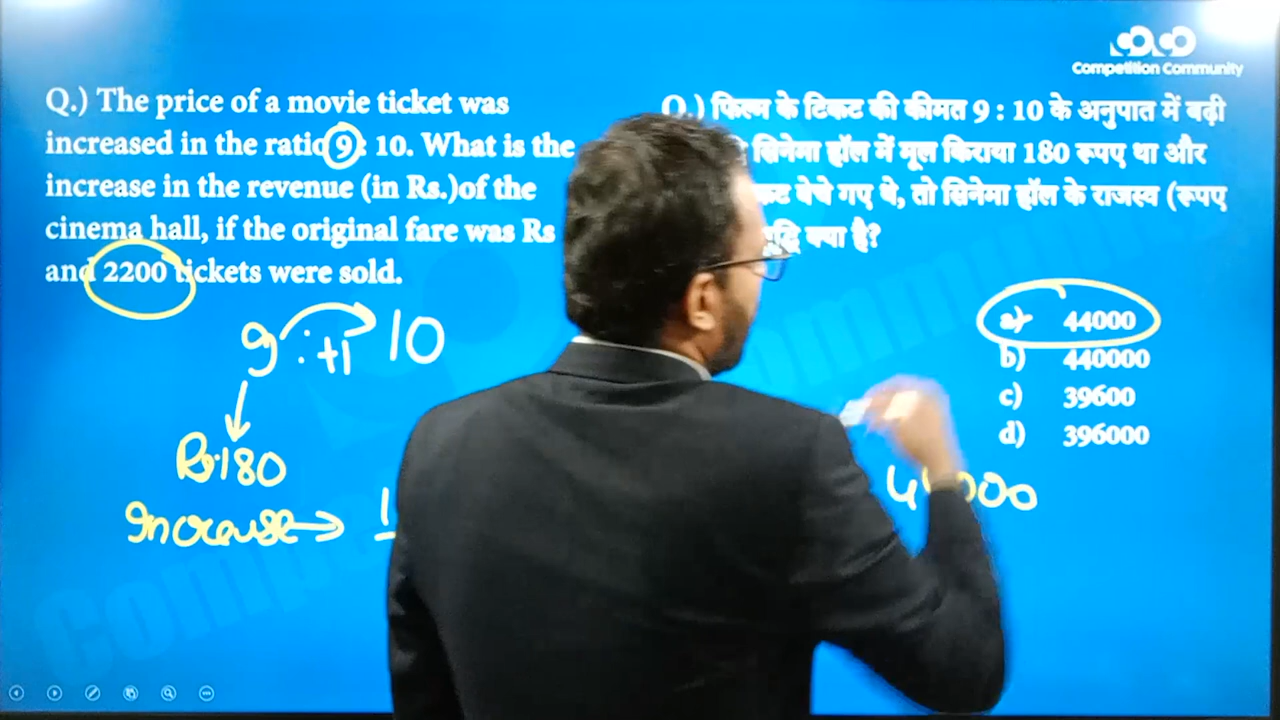 Competition Community
Q.) The price of a movie ticket was
increased in the ratio 9 : 10. What is the
increase in the revenue (in Rs.)of the
cinema hall, if the original fare was Rs
and 2200 tickets were sold.
Q.) फिल्म के टिकट की कीमत 9 : 10 के अनुपात में बढ़ी
सिनेमा हॉल में मूल किराया 180 रूपए था और
बेचे गए थे, तो सिनेमा हॉल के राजस्व (रूपए
क्या है?
a) 44000
b) 440000
c) 39600
d) 396000
9 : +1 10
Rs.180
Increase → 1
000